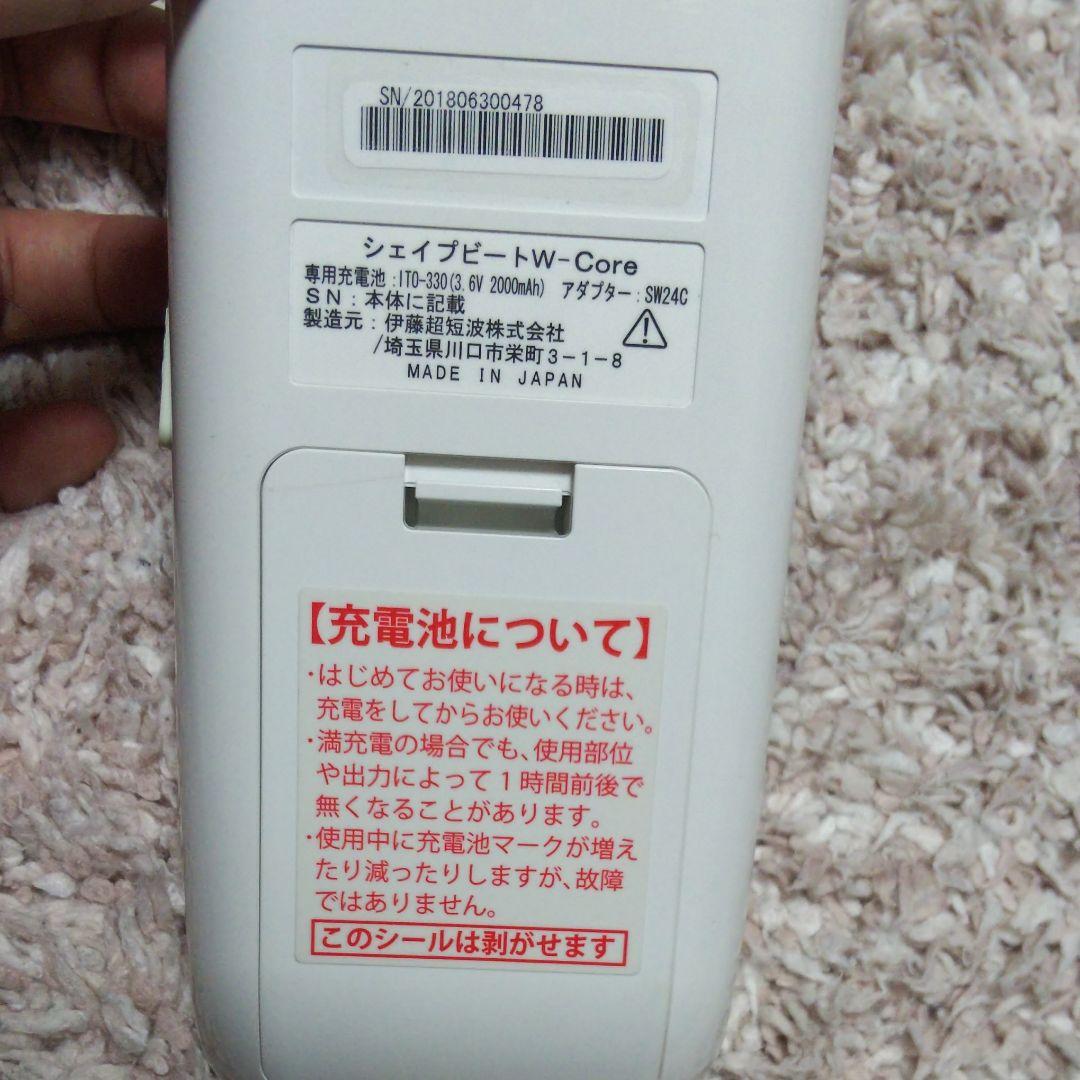 SN/201806300478
シェイプビートW-Core
専用充電池:ITO-330(3.6V 2000mAh) アダプター:SW24C
SN:本体に記載
製造元:伊藤超短波株式会社
/埼玉県川口市栄町3-1-8
MADE IN JAPAN
【充電池について】
・はじめてお使いになる時は、
充電をしてからお使いください。
・満充電の場合でも、使用部位
や出力によって1時間前後で
無くなることがあります。
・使用中に充電池マークが増え
たり減ったりしますが、故障
ではありません。
このシールは剥がせます